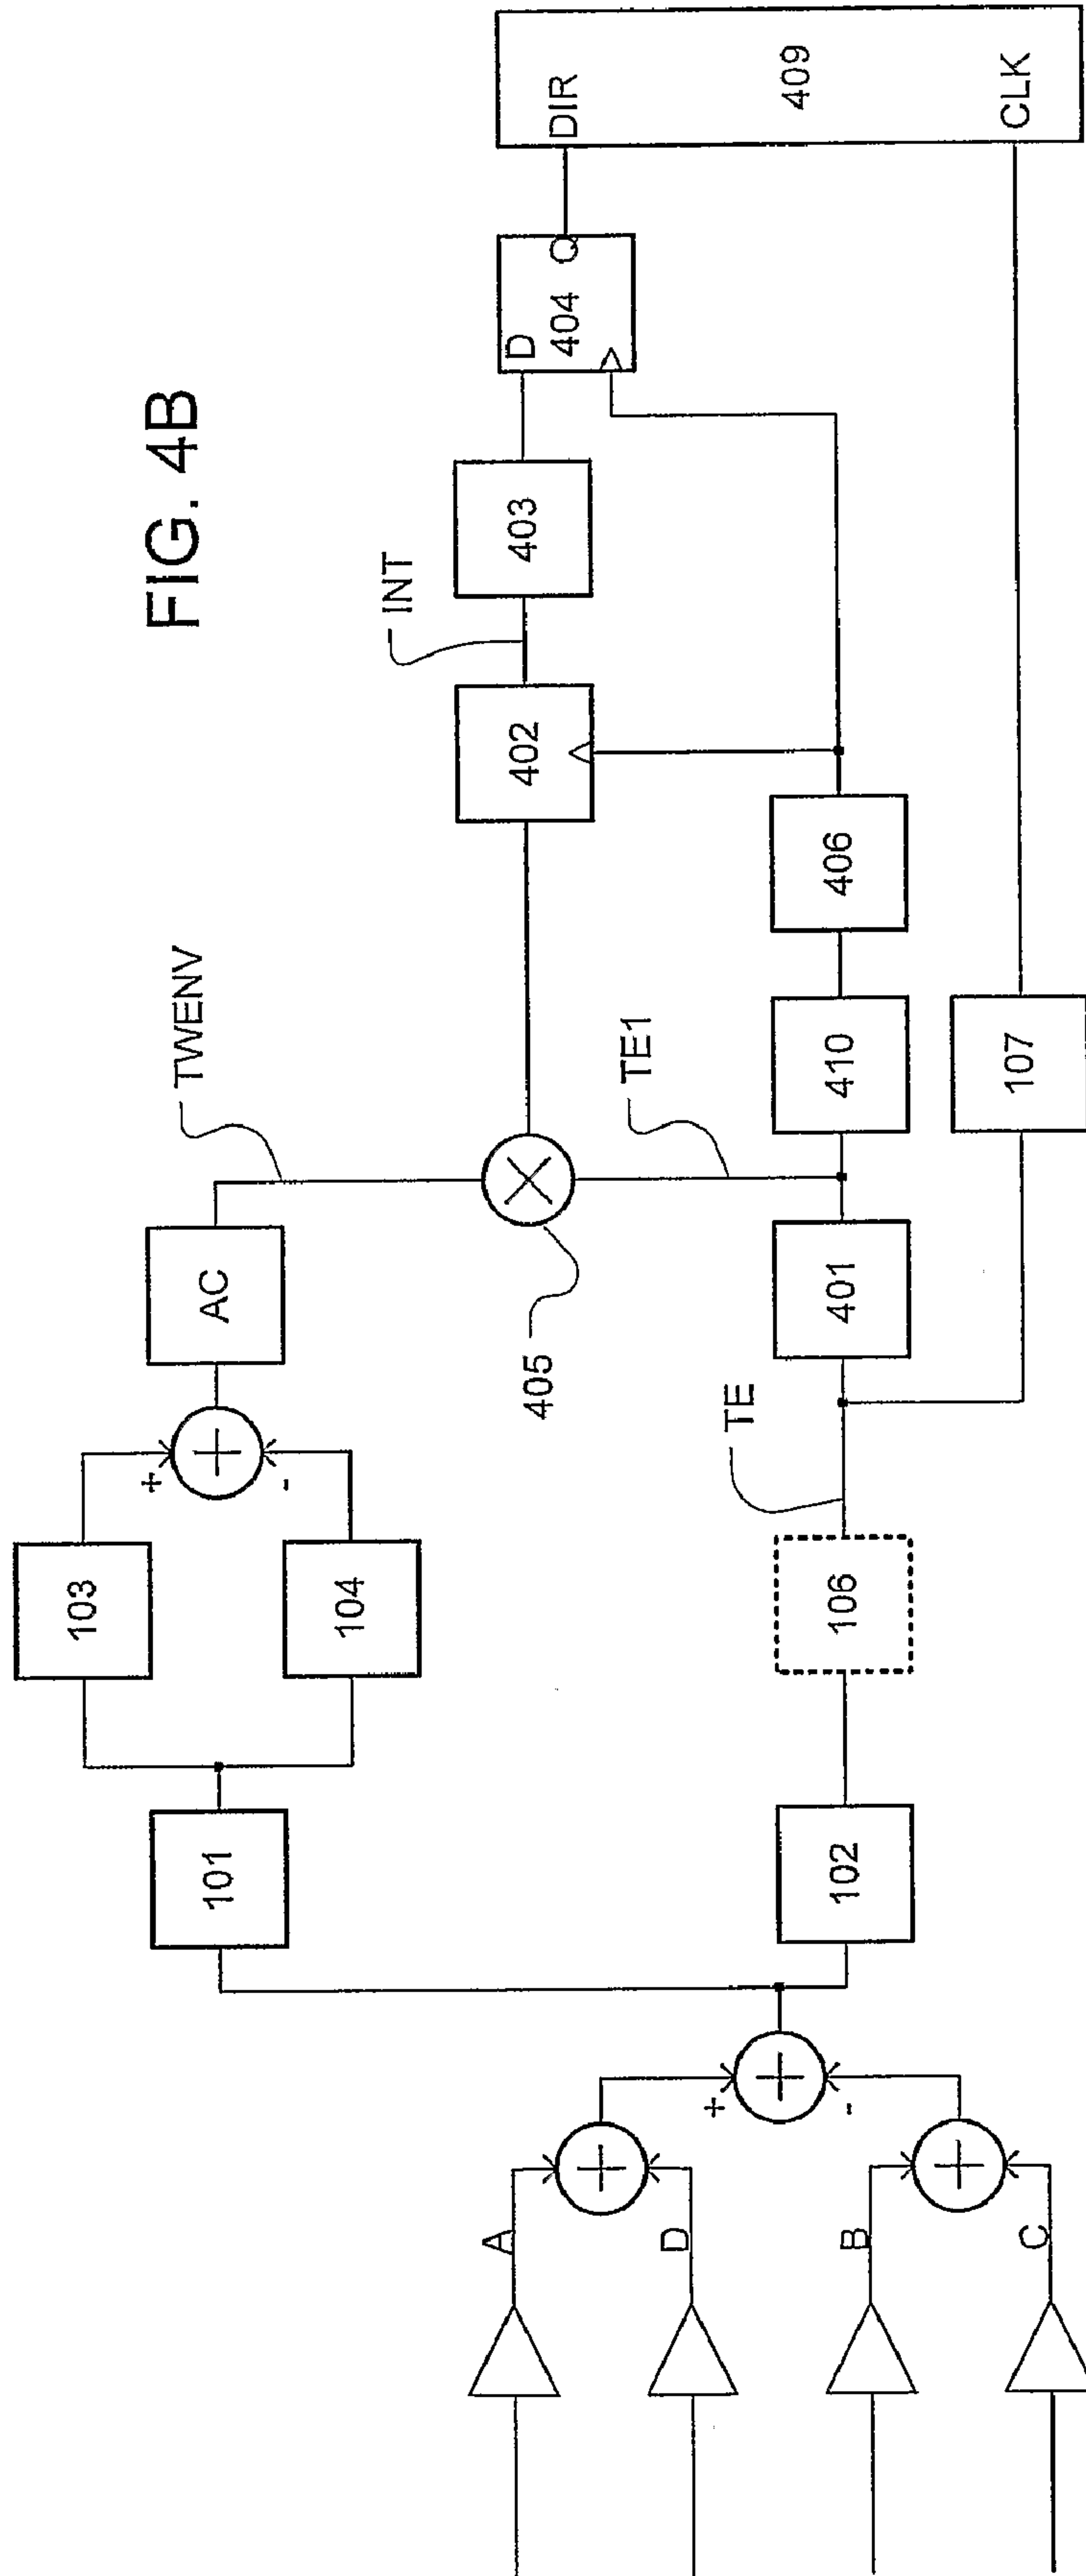 FIG. 4B
A
D
B
C
+
-
101
102
103
104
+
-
AC
TWENV
106
TE
401
TE1
405
410
107
406
402
INT
403
D
404
Q
DIR
409
CLK